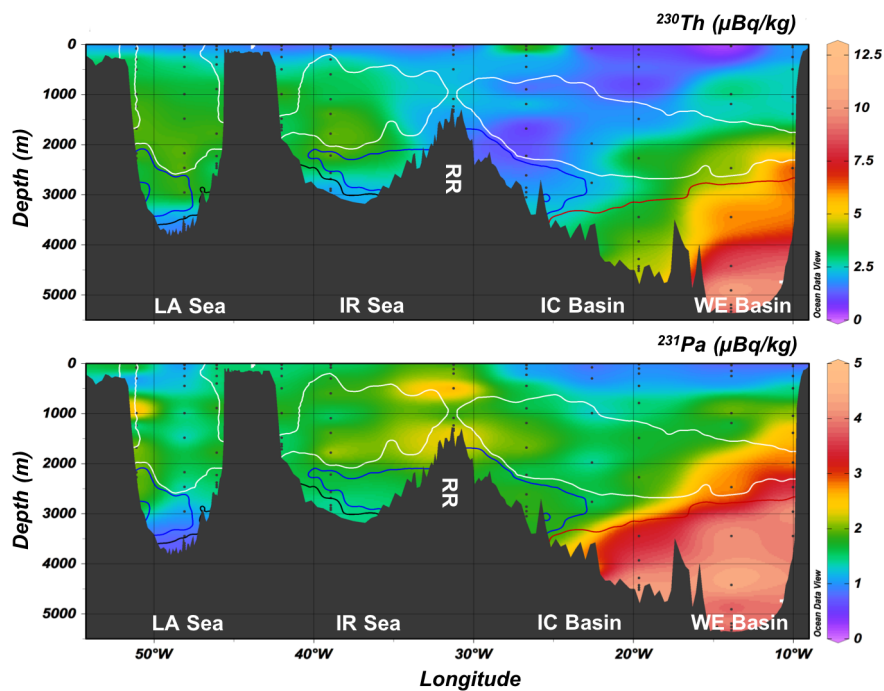 ²³⁰Th (µBq/kg)
0
1000
2000
3000
4000
5000
Depth (m)
RR
LA Sea
IR Sea
IC Basin
WE Basin
Ocean Data View
12.5
10
7.5
5
2.5
0
²³¹Pa (µBq/kg)
0
1000
2000
3000
4000
5000
Depth (m)
RR
LA Sea
IR Sea
IC Basin
WE Basin
Ocean Data View
5
4
3
2
1
0
50°W
40°W
30°W
20°W
10°W
Longitude